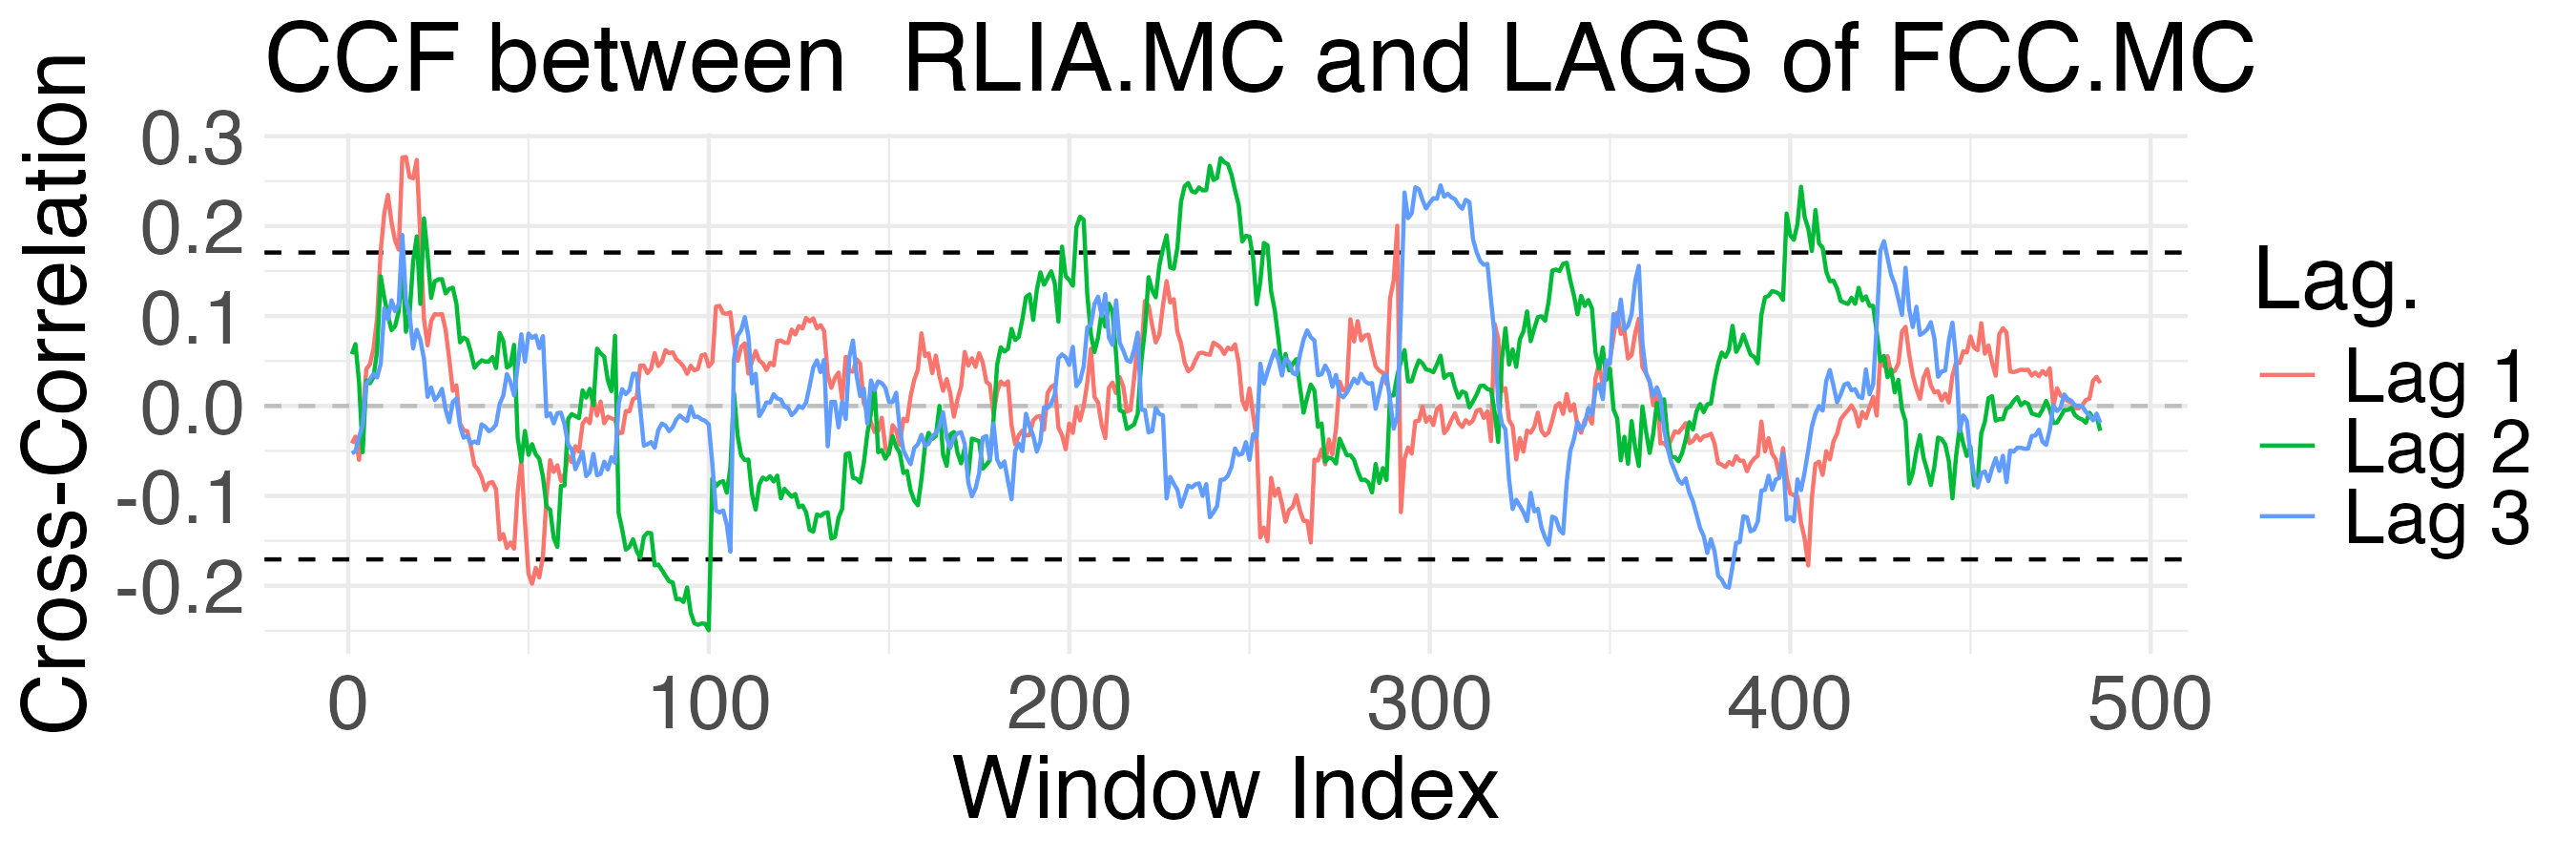 CCF between  RLIA.MC and LAGS of FCC.MC
Cross-Correlation
0.3
0.2
0.1
0.0
-0.1
-0.2
0 100 200 300 400 500
Window Index
Lag.
Lag 1
Lag 2
Lag 3